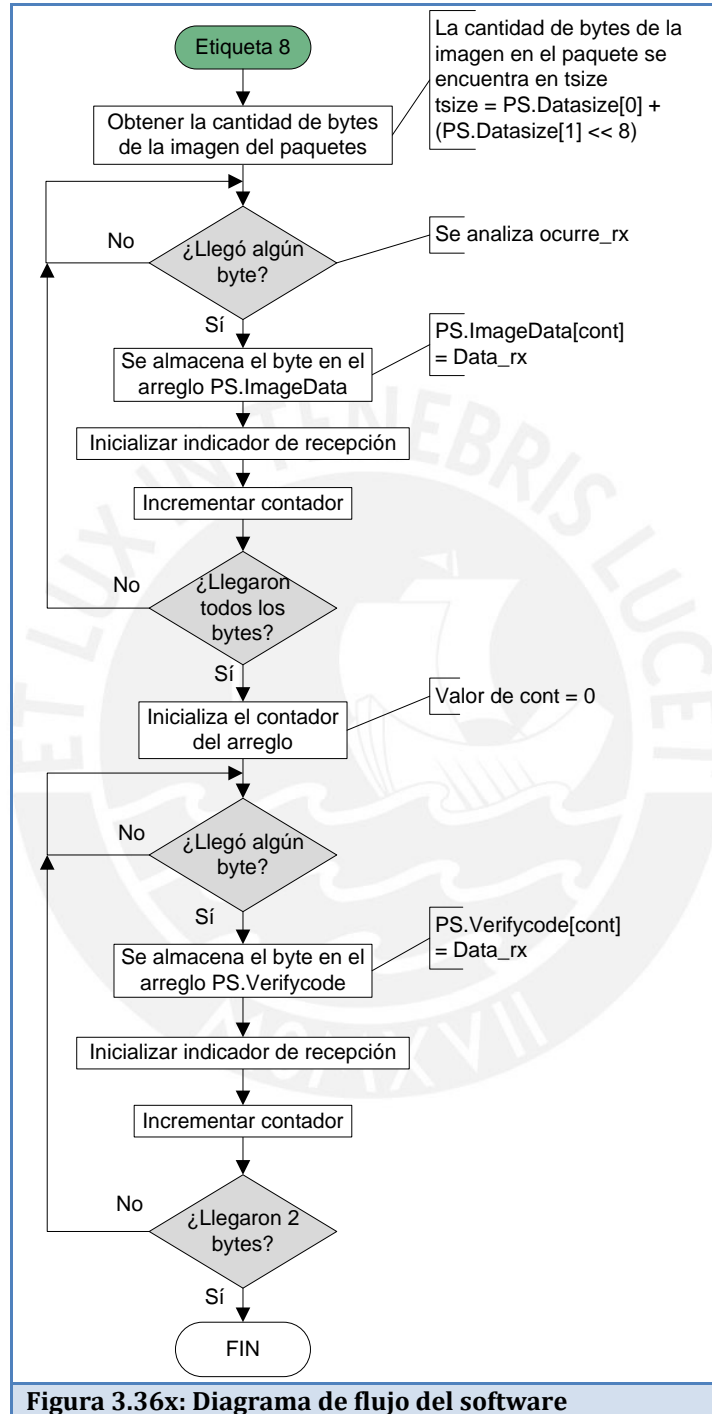 Etiqueta 8
La cantidad de bytes de la
imagen en el paquete se
encuentra en tsize
tsize = PS.Datasize[0] +
(PS.Datasize[1] << 8)
Obtener la cantidad de bytes
de la imagen del paquetes
No
¿Llegó algún
byte?
Se analiza ocurre_rx
Sí
Se almacena el byte en el
arreglo PS.ImageData
PS.ImageData[cont]
= Data_rx
Inicializar indicador de recepción
Incrementar contador
No
¿Llegaron
todos los
bytes?
Sí
Inicializa el contador
del arreglo
Valor de cont = 0
No
¿Llegó algún
byte?
Sí
Se almacena el byte en el
arreglo PS.Verifycode
PS.Verifycode[cont]
= Data_rx
Inicializar indicador de recepción
Incrementar contador
No
¿Llegaron 2
bytes?
Sí
FIN
Figura 3.36x: Diagrama de flujo del software
ET LUX IN TENEBRIS LUCET
MCMXVII